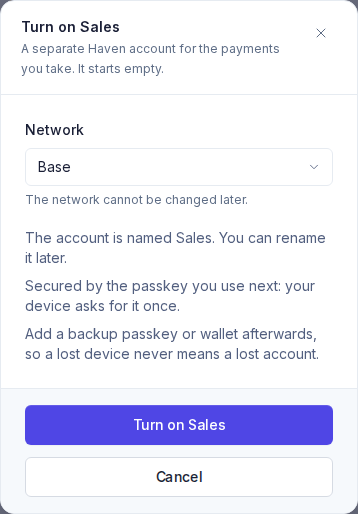 Turn on Sales
A separate Haven account for the payments
you take. It starts empty.
Network
Base
The network cannot be changed later.
The account is named Sales. You can rename
it later.
Secured by the passkey you use next: your
device asks for it once.
Add a backup passkey or wallet afterwards,
so a lost device never means a lost account.
Turn on Sales
Cancel